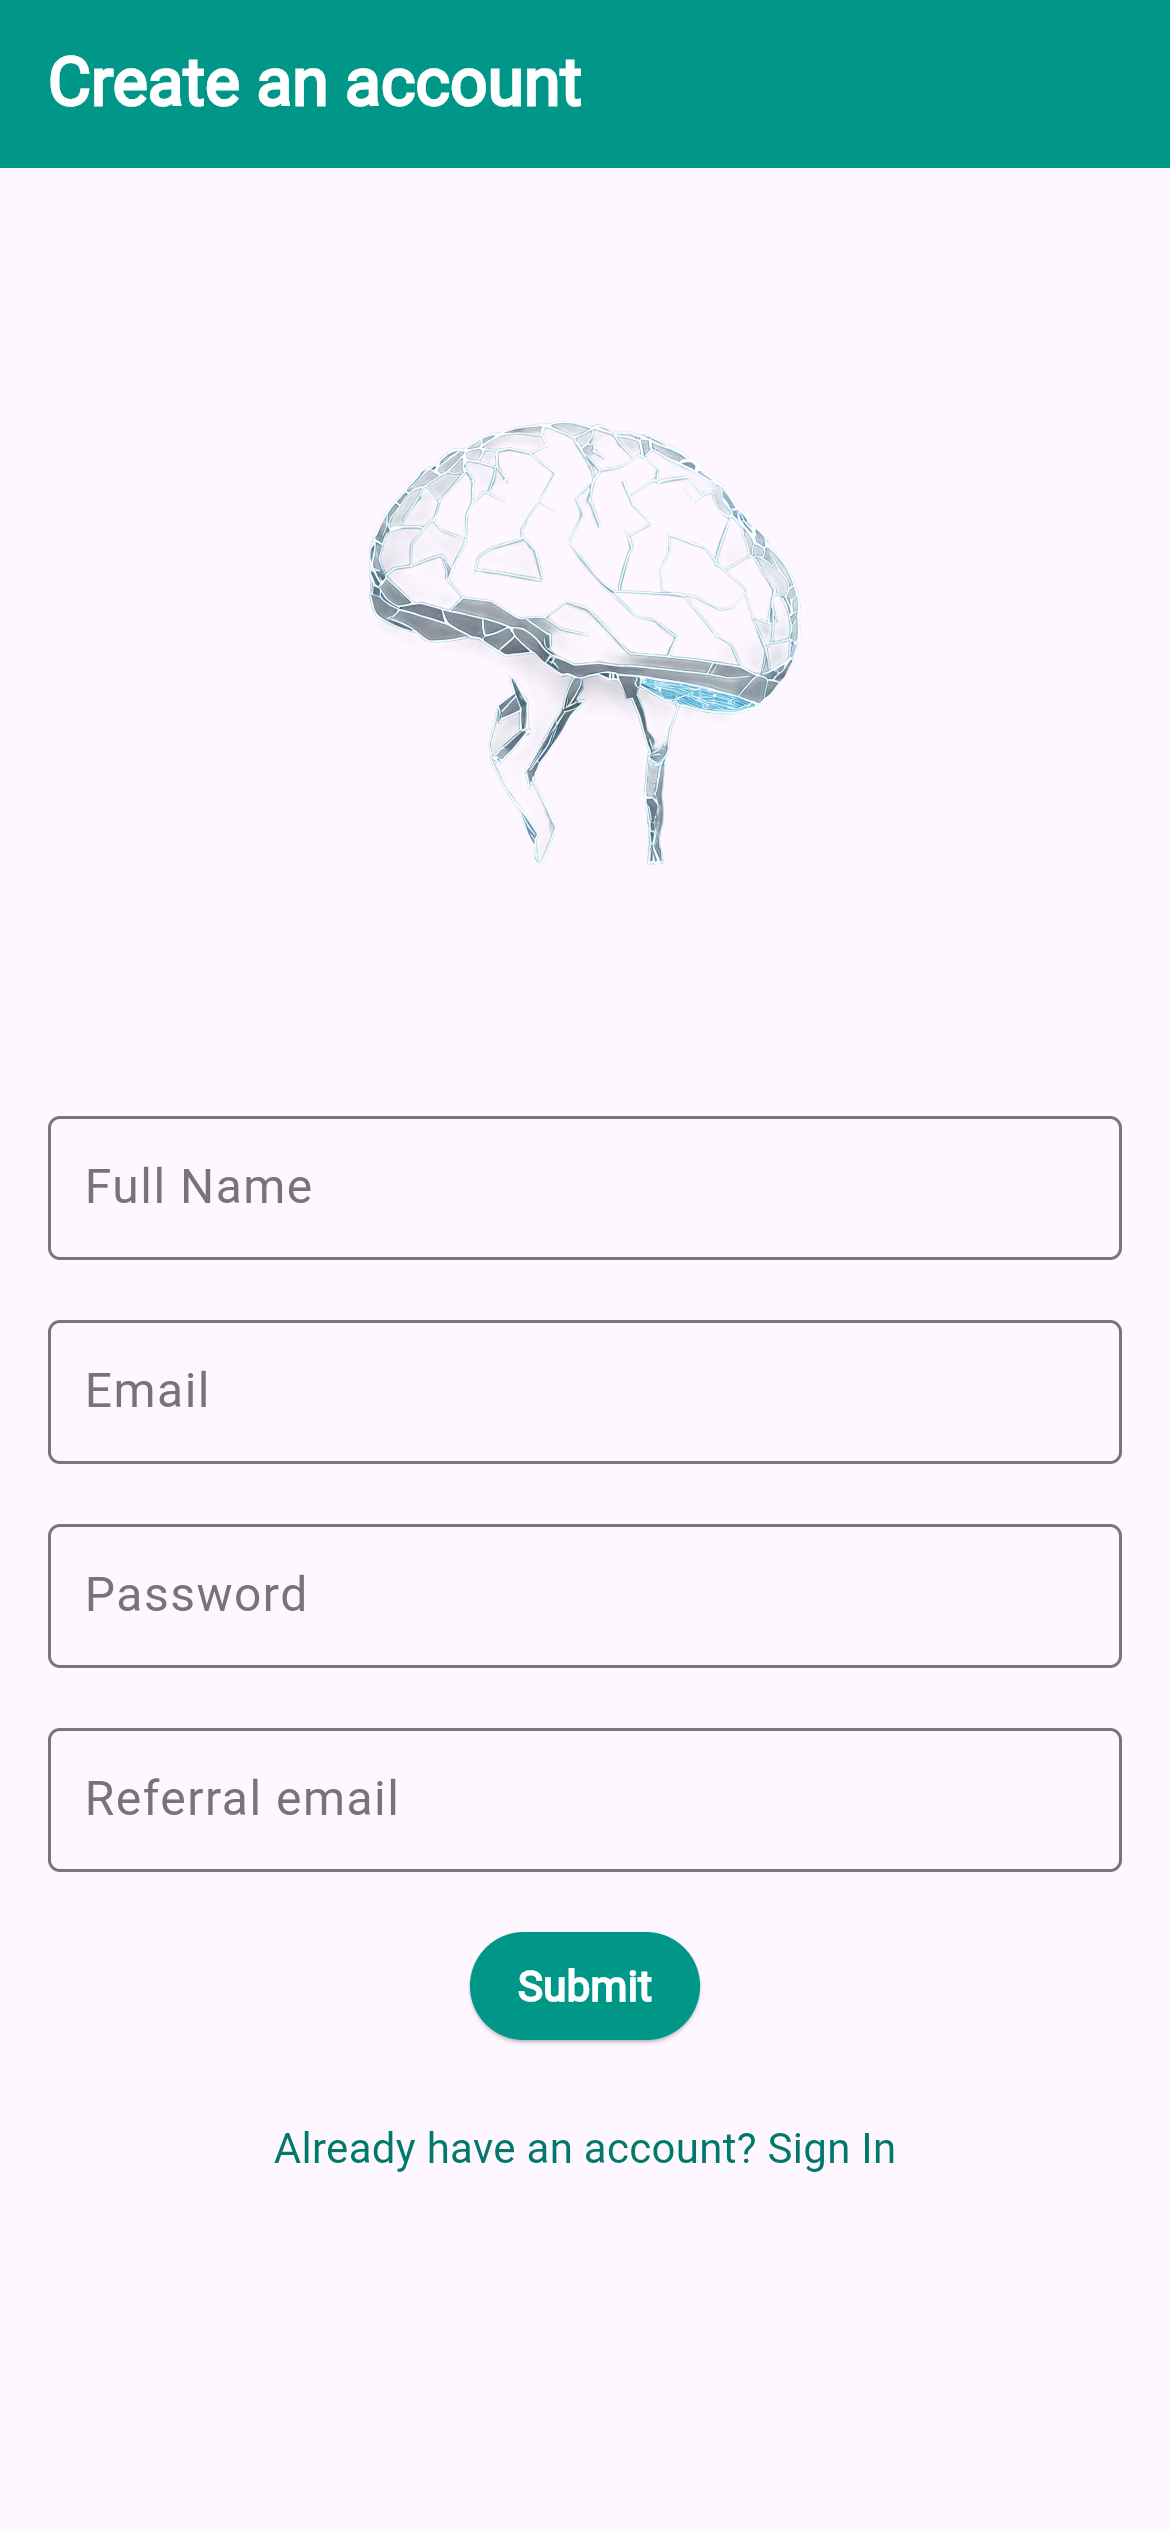 Create an account
Full Name
Email
Password
Referral email
Submit
Already have an account? Sign In